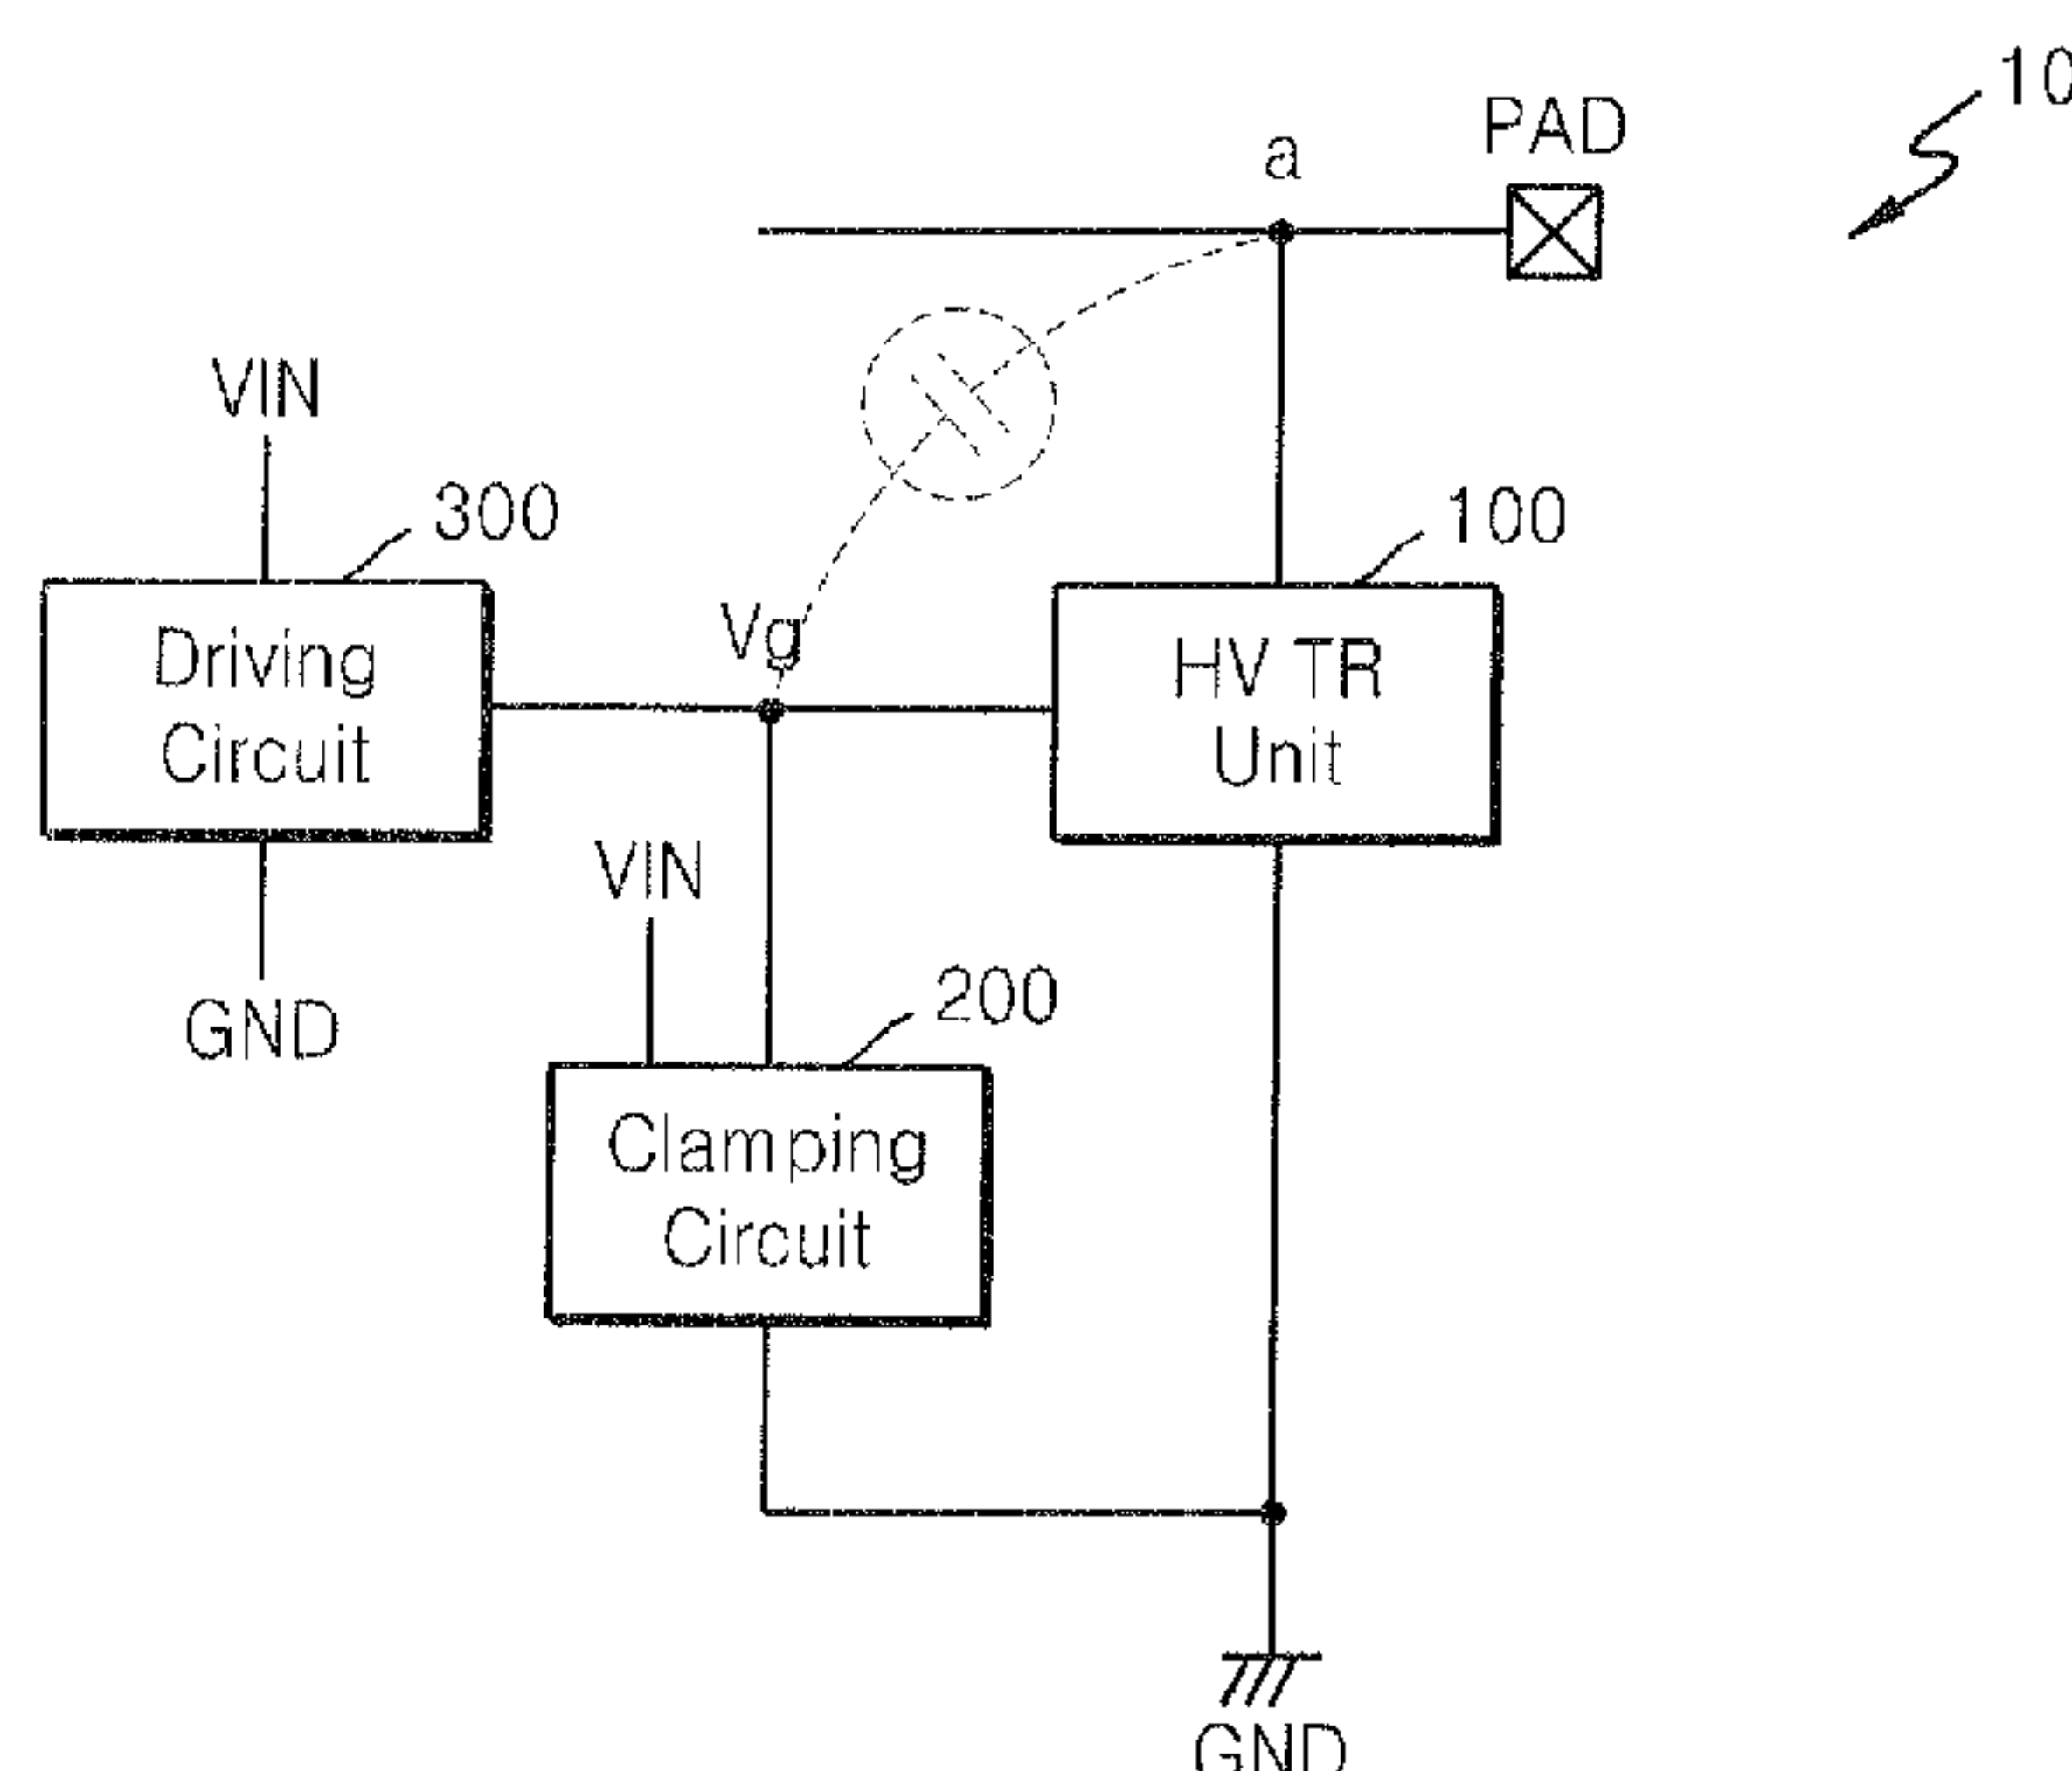 10
PAD
a
VIN
300
100
Vg
Driving
Circuit
HV TR
Unit
VIN
200
GND
Clamping
Circuit
GND